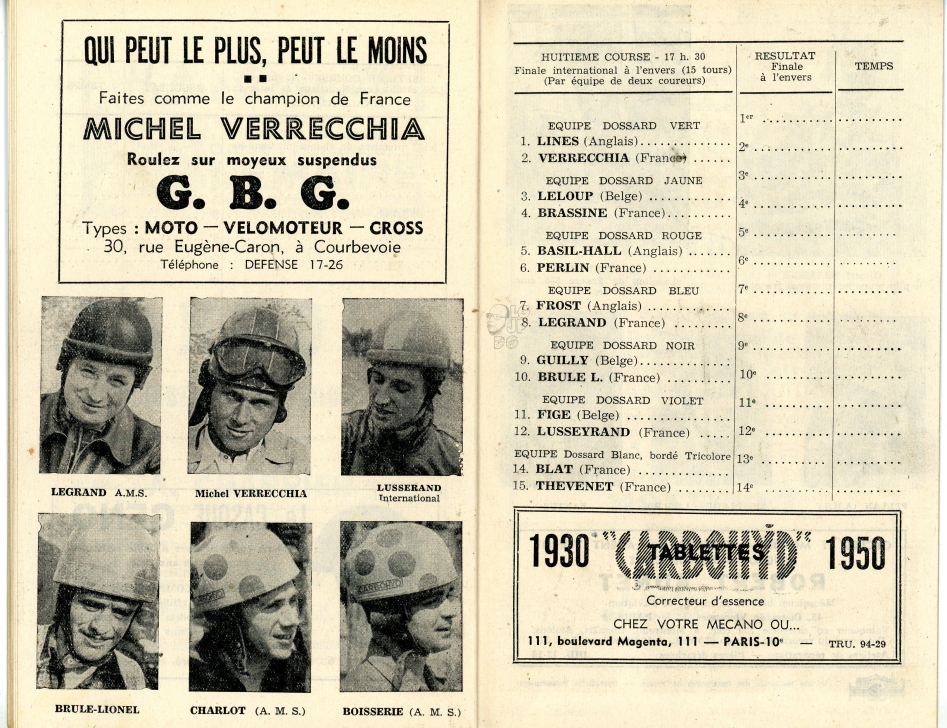 QUI PEUT LE PLUS, PEUT LE MOINS
Faites comme le champion de France
MICHEL VERRECCHIA
Roulez sur moyeux suspendus
G. B. G.
Types : MOTO — VELOMOTEUR — CROSS
30, rue Eugène-Caron, à Courbevoie
Téléphone : DEFENSE 17-26
LEGRAND A.M.S.
Michel VERRECCHIA
LUSSERAND
International
BRULE-LIONEL
CHARLOT (A. M. S.)
BOISSERIE (A. M. S.)
HUITIEME COURSE - 17 h. 30
Finale international à l'envers (15 tours)
(Par équipe de deux coureurs)
RESULTAT
Finale
à l'envers
TEMPS
EQUIPE DOSSARD VERT
1. LINES (Anglais)
2. VERRECCHIA (France)
EQUIPE DOSSARD JAUNE
3. LELOUP (Belge)
4. BRASSINE (France)
EQUIPE DOSSARD ROUGE
5. BASIL-HALL (Anglais)
6. PERLIN (France)
EQUIPE DOSSARD BLEU
7. FROST (Anglais)
8. LEGRAND (France)
EQUIPE DOSSARD NOIR
9. GUILLY (Belge)
10. BRULE L. (France)
EQUIPE DOSSARD VIOLET
11. FIGE (Belge)
12. LUSSEYRAND (France)
EQUIPE Dossard Blanc, bordé Tricolore
14. BLAT (France)
15. THEVENET (France)
1er
2e
3e
4e
5e
6e
7e
8e
9e
10e
11e
12e
13e
14e
1930 "CARBOHYD" 1950
TABLETTES
Correcteur d'essence
CHEZ VOTRE MECANO OU...
111, boulevard Magenta, 111 — PARIS-10e — TRU. 94-29